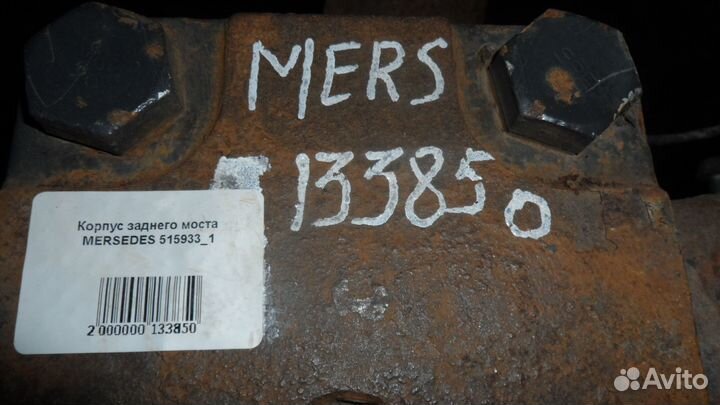 MERS
133850
Корпус заднего моста
MERSEDES 515933_1
2 000000 133850
Avito